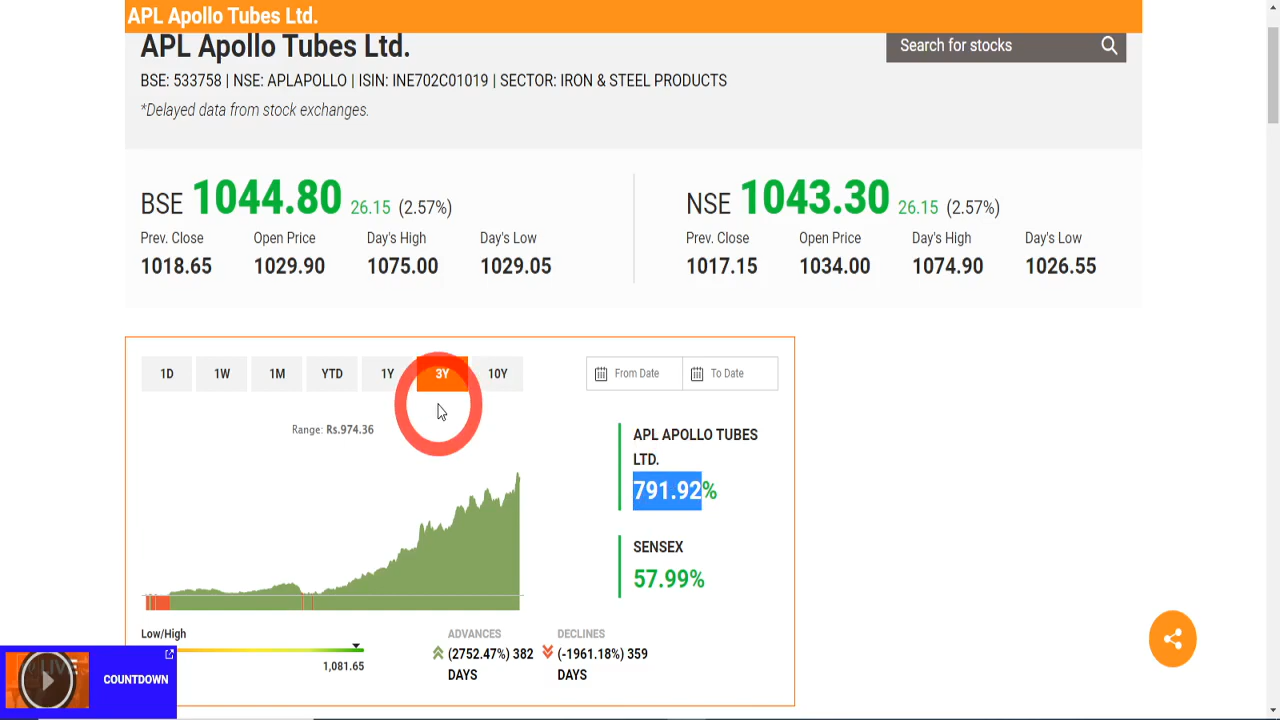 APL Apollo Tubes Ltd.
APL Apollo Tubes Ltd.
Search for stocks
BSE: 533758 | NSE: APLAPOLLO | ISIN: INE702C01019 | SECTOR: IRON & STEEL PRODUCTS
*Delayed data from stock exchanges.
BSE 1044.80 26.15 (2.57%)
Prev. Close Open Price Day's High Day's Low
1018.65 1029.90 1075.00 1029.05
NSE 1043.30 26.15 (2.57%)
Prev. Close Open Price Day's High Day's Low
1017.15 1034.00 1074.90 1026.55
1D 1W 1M YTD 1Y 3Y 10Y
From Date To Date
Range: Rs.974.36
APL APOLLO TUBES
LTD.
791.92%
SENSEX
57.99%
Low/High
1,081.65
ADVANCES
(2752.47%) 382
DAYS
DECLINES
(-1961.18%) 359
DAYS
LIVE
COUNTDOWN